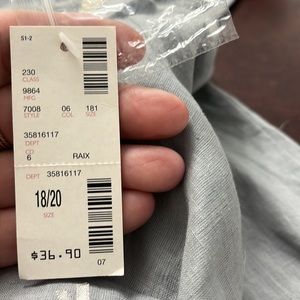 51-2
230
CLASS
9864
MFG
7008 06 181
STYLE COL SIZE
35816117
DEPT
CD
6 RAIX
DEPT 35816117
18/20
SIZE
$36.90
07